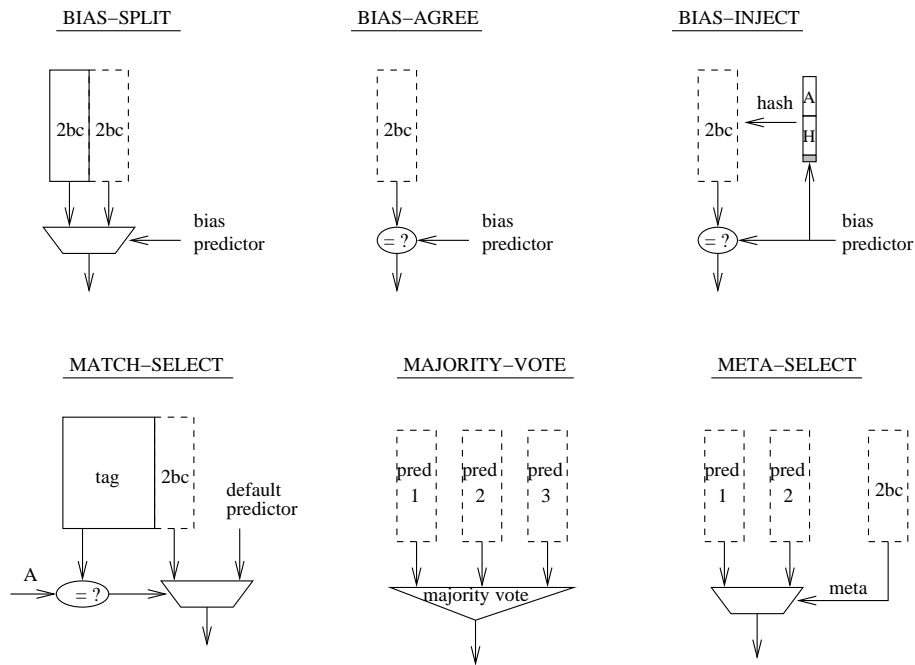 BIAS−SPLIT
2bc 2bc
bias
predictor
BIAS−AGREE
2bc
= ?
bias
predictor
BIAS−INJECT
2bc
hash
A
H
= ?
bias
predictor
MATCH−SELECT
tag
2bc
default
predictor
A
= ?
MAJORITY−VOTE
pred
1
pred
2
pred
3
majority vote
META−SELECT
pred
1
pred
2
2bc
meta